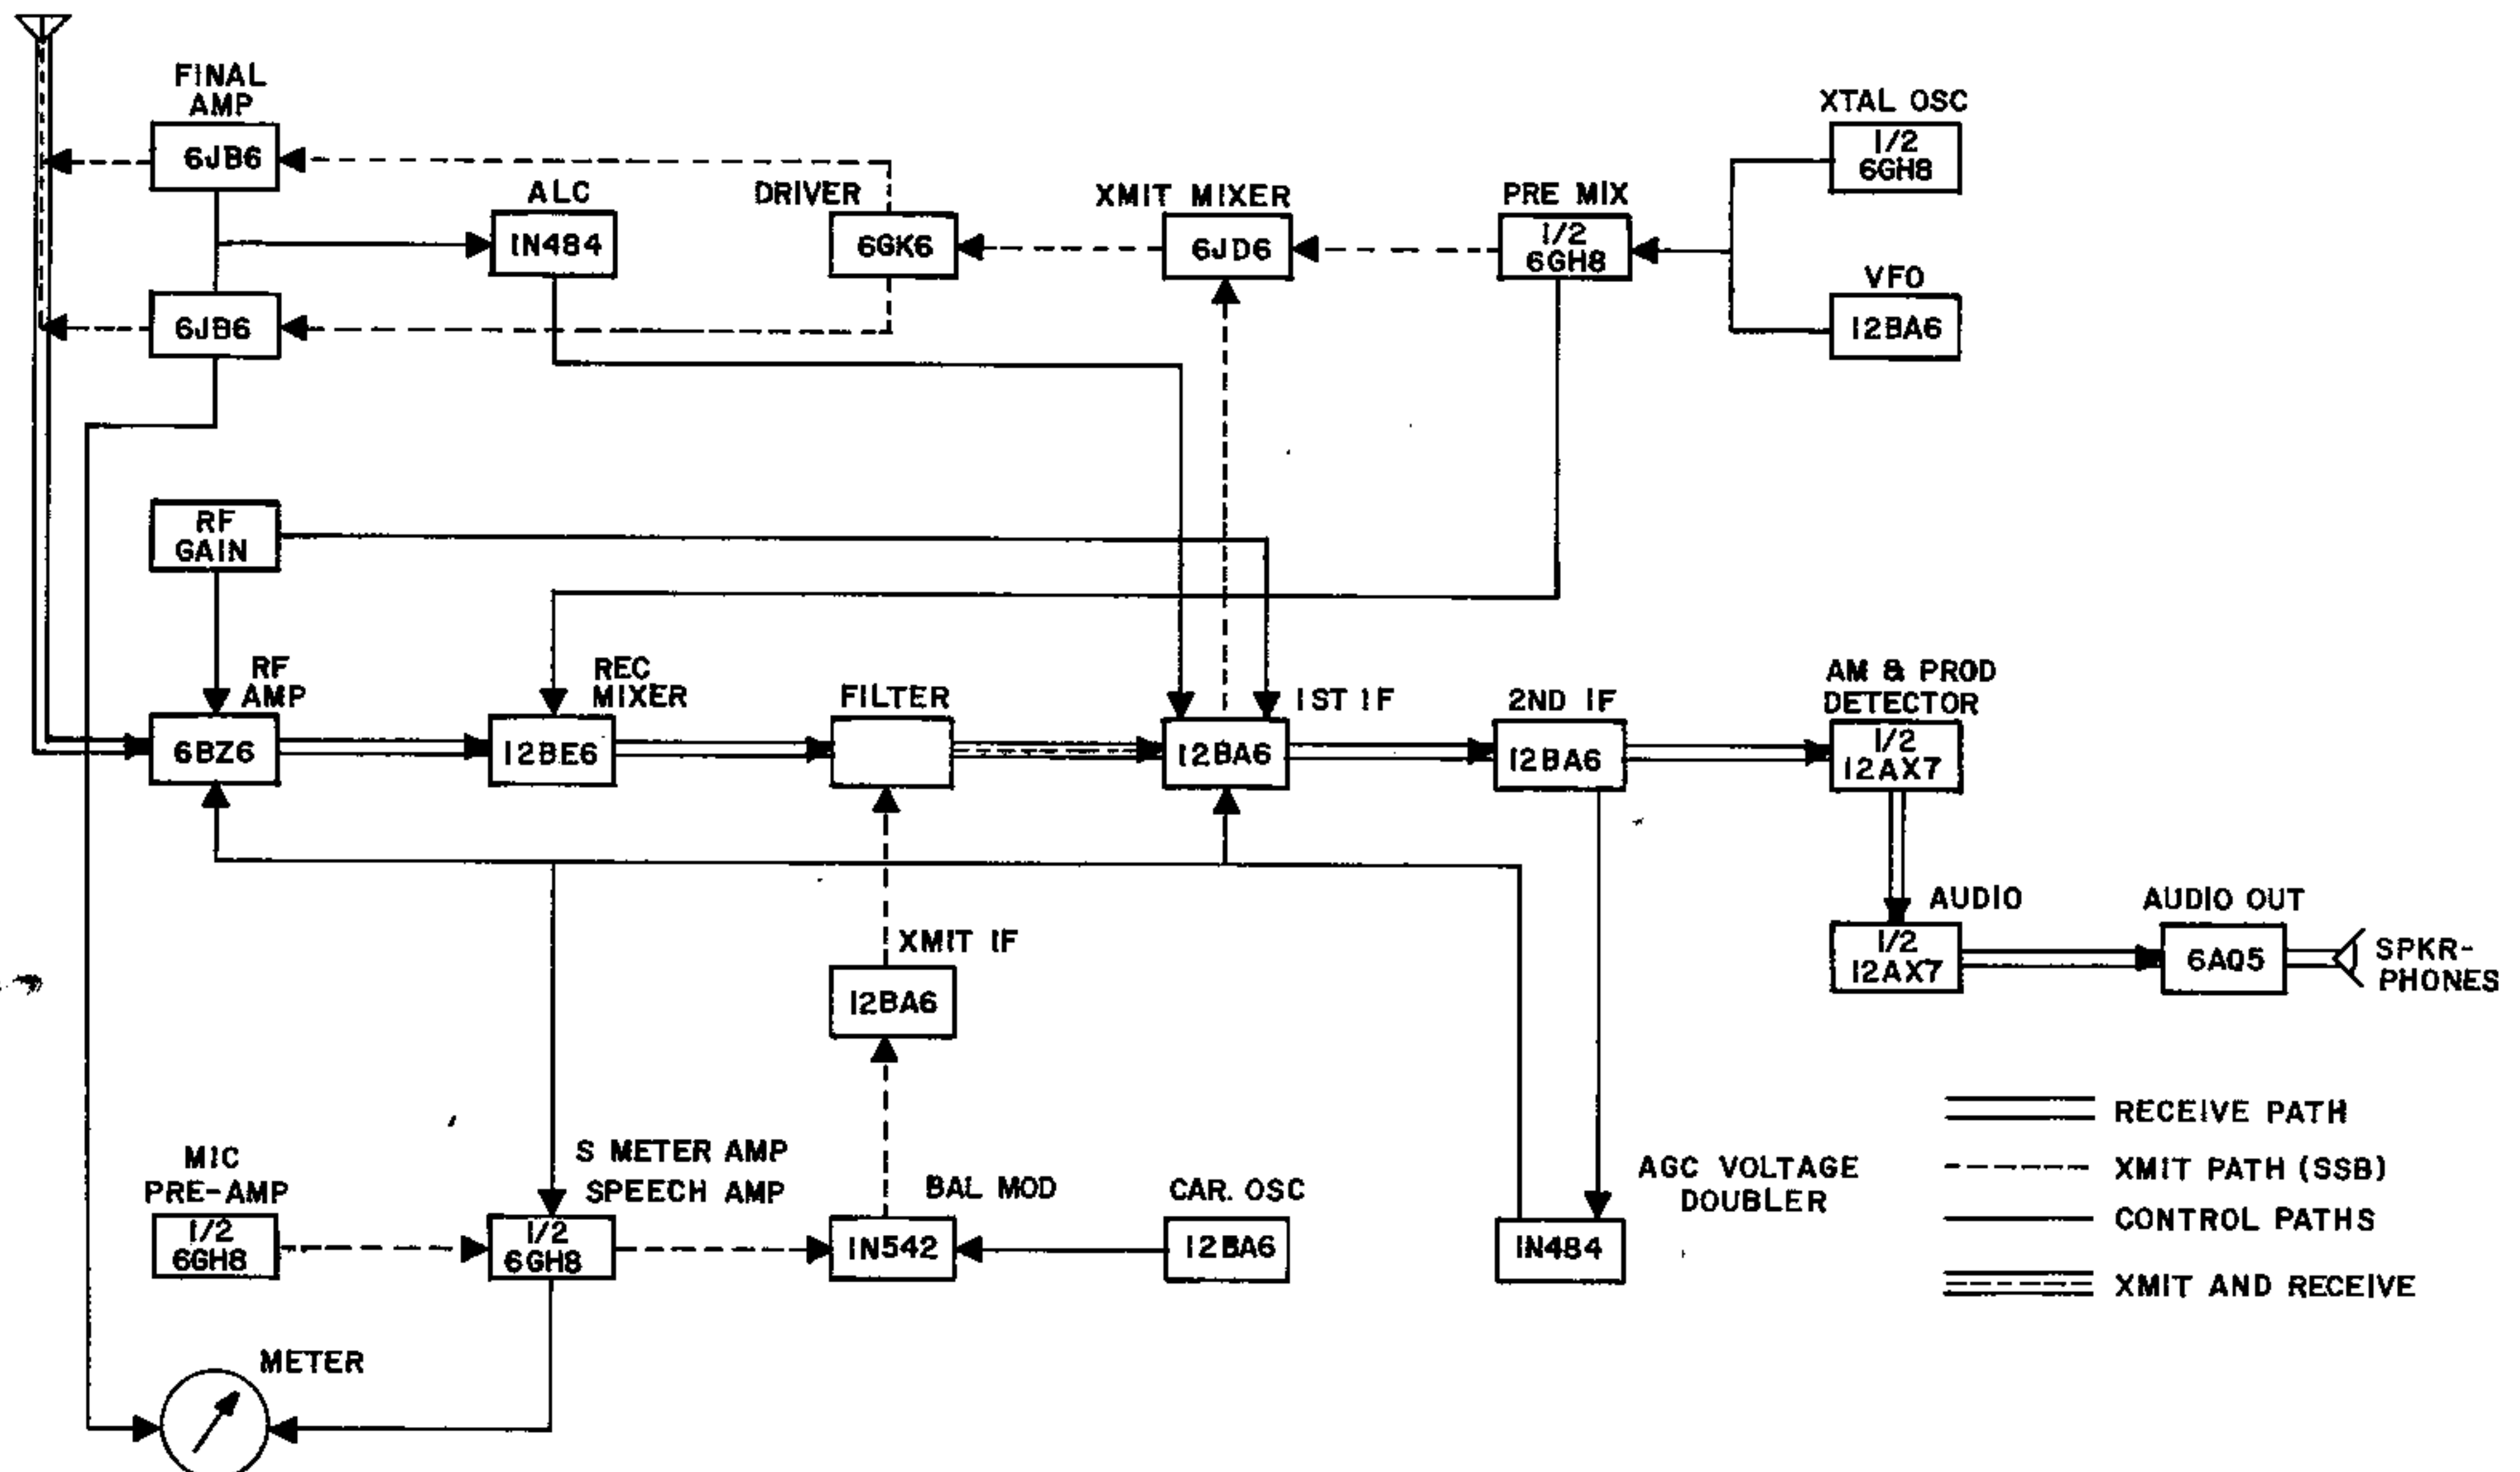 FINAL
AMP
6JB6
ALC
1N484
DRIVER
6GK6
XMIT MIXER
6JD6
PRE MIX
1/2
6GH8
XTAL OSC
1/2
6GH8
VFO
12BA6
6JB6
RF
GAIN
RF
AMP
6BZ6
REC
MIXER
12BE6
FILTER
1ST IF
12BA6
2ND IF
12BA6
AM & PROD
DETECTOR
1/2
12AX7
AUDIO
1/2
12AX7
AUDIO OUT
6AQ5
SPKR-
PHONES
XMIT IF
12BA6
MIC
PRE-AMP
1/2
6GH8
S METER AMP
SPEECH AMP
1/2
6GH8
BAL MOD
1N542
CAR. OSC
12BA6
1N484
AGC VOLTAGE
DOUBLER
METER
RECEIVE PATH
XMIT PATH (SSB)
CONTROL PATHS
XMIT AND RECEIVE